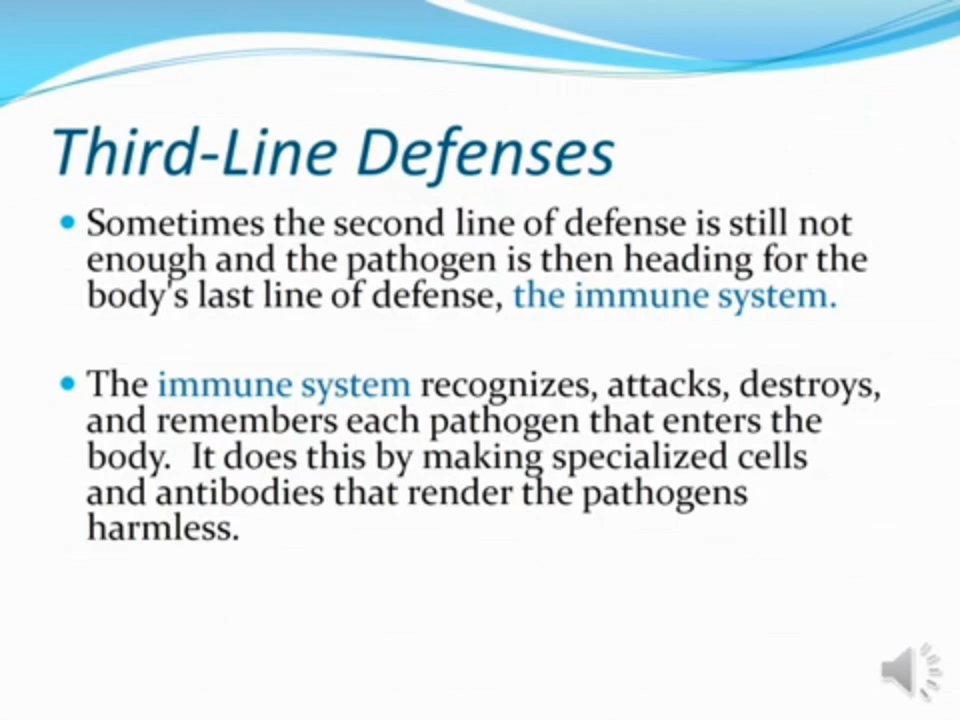 Third-Line Defenses
• Sometimes the second line of defense is still not
enough and the pathogen is then heading for the
body's last line of defense, the immune system.
• The immune system recognizes, attacks, destroys,
and remembers each pathogen that enters the
body.  It does this by making specialized cells
and antibodies that render the pathogens
harmless.